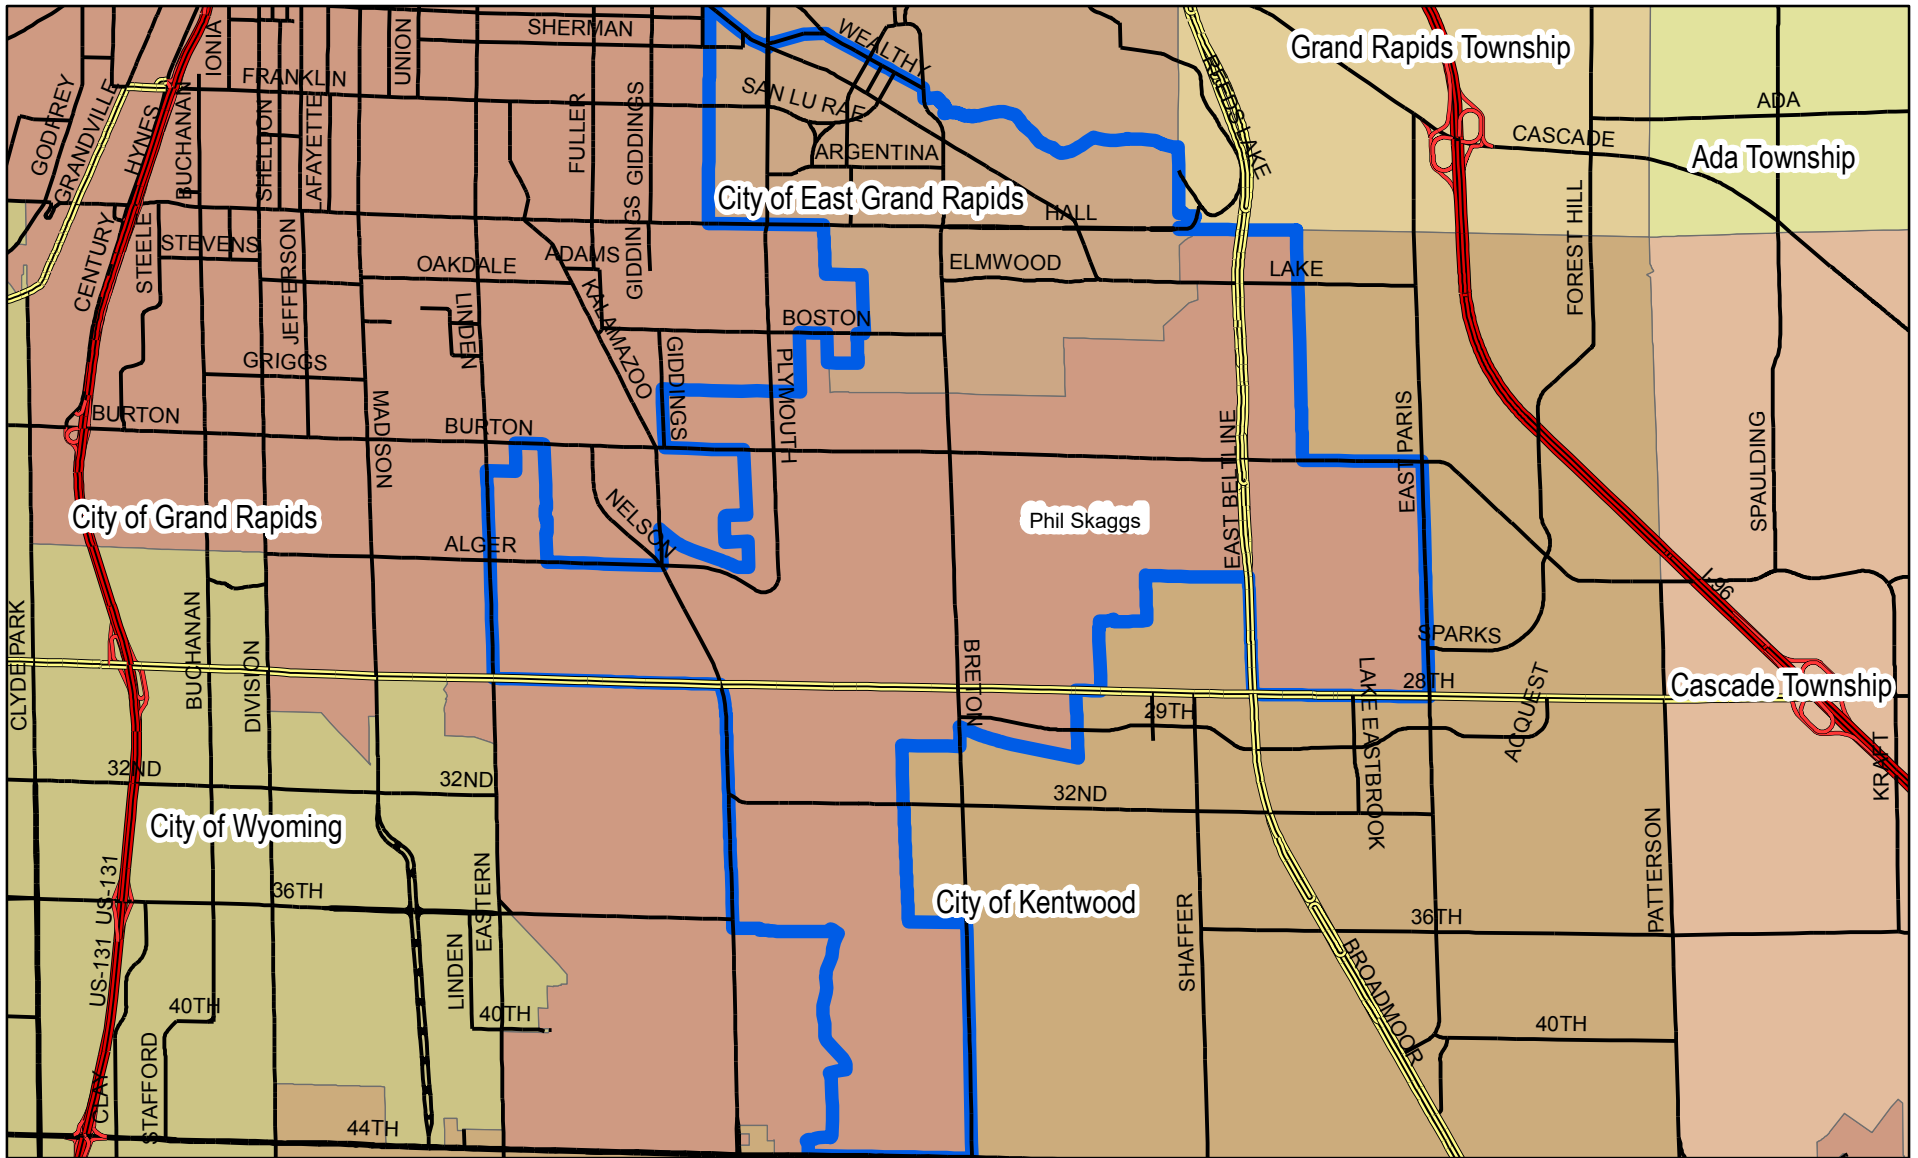 SHERMAN
UNION
IONIA
FRANKLIN
GODFREY
GRANDVILLE
HYNES
BUCHANAN
SHELDON
LAFAYETTE
FULLER
GIDDINGS
GIDDINGS
WEALTHY
SAN LU RAE
ARGENTINA
REEDS LAKE
Grand Rapids Township
ADA
CASCADE
Ada Township
City of East Grand Rapids
HALL
FOREST HILL
CENTURY
STEELE
STEVENS
JEFFERSON
OAKDALE
ADAMS
KALAMAZOO
ELMWOOD
LAKE
LINDEN
BOSTON
GRIGGS
GIDDINGS
PLYMOUTH
MADISON
BURTON
BURTON
EAST BELTLINE
EAST PARIS
SPAULDING
City of Grand Rapids
NELSON
Phil Skaggs
ALGER
I-96
CLYDE PARK
BUCHANAN
DIVISION
BRETON
SPARKS
LAKE EASTBROOK
28TH
ACQUEST
Cascade Township
29TH
KRAFT
32ND
32ND
32ND
City of Wyoming
PATTERSON
US-131
US-131
36TH
EASTERN
LINDEN
City of Kentwood
SHAFFER
36TH
BROADMOOR
40TH
40TH
40TH
STAFFORD
CLAY
44TH